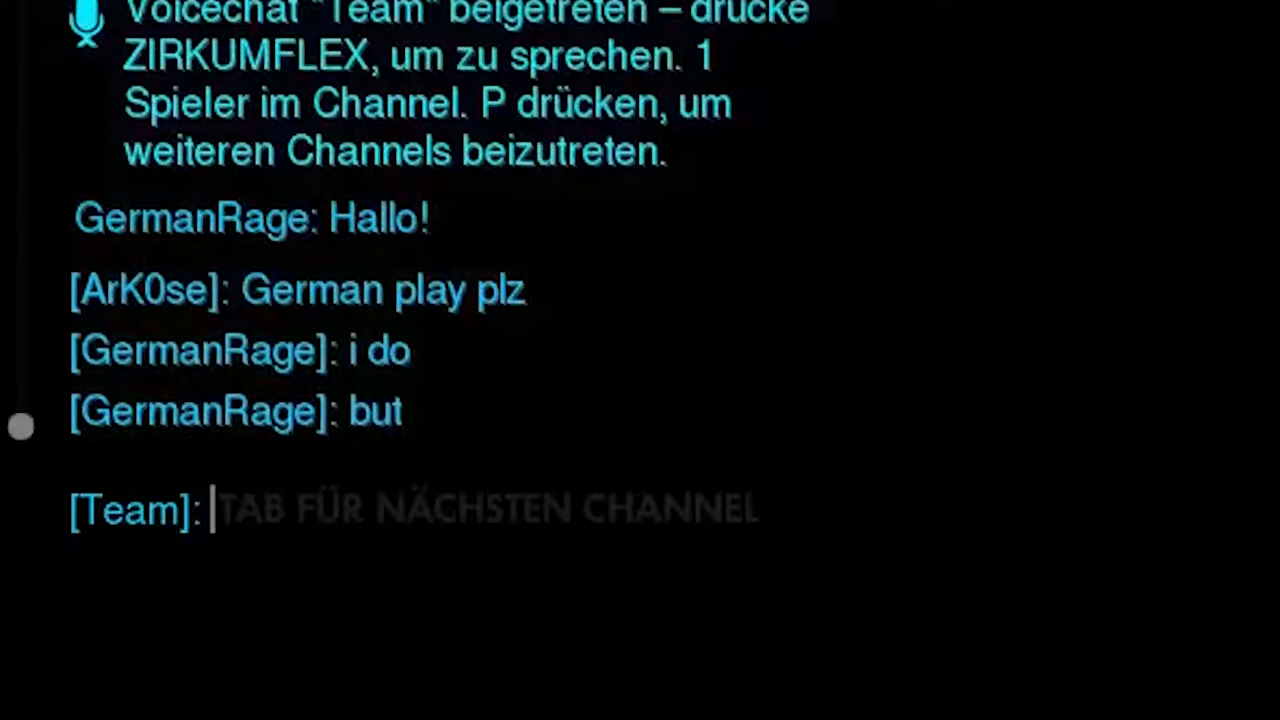 Voicechat "Team" beigetreten – drücke
ZIRKUMFLEX, um zu sprechen. 1
Spieler im Channel. P drücken, um
weiteren Channels beizutreten.
GermanRage: Hallo!
[ArK0se]: German play plz
[GermanRage]: i do
[GermanRage]: but
[Team]: TAB FÜR NÄCHSTEN CHANNEL